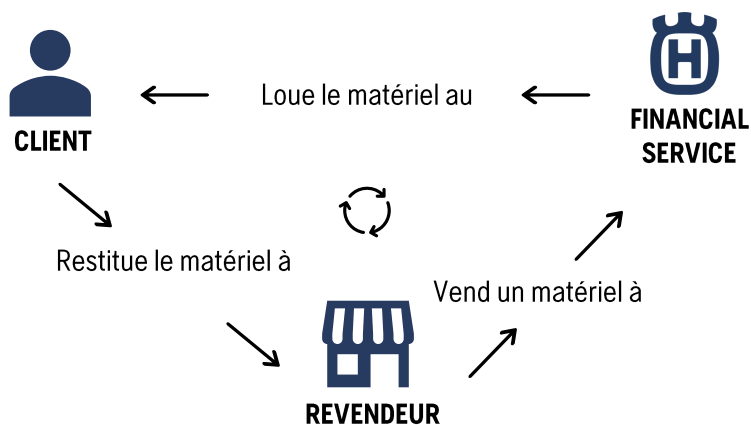 Loue le matériel au
H
CLIENT
FINANCIAL
SERVICE
Restitue le matériel à
Vend un matériel à
REVENDEUR